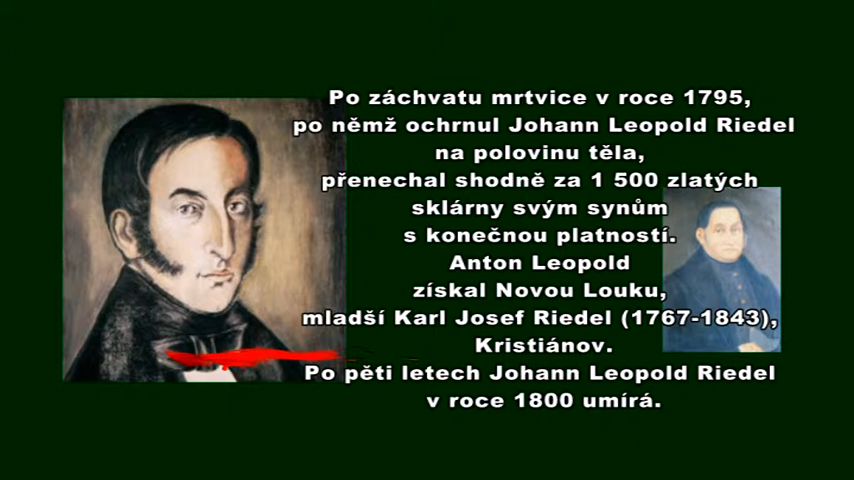 Po záchvatu mrtvice v roce 1795,
po němž ochrnul Johann Leopold Riedel
na polovinu těla,
přenechal shodně za 1 500 zlatých
sklárny svým synům
s konečnou platností.
Anton Leopold
získal Novou Louku,
mladší Karl Josef Riedel (1767-1843),
Kristiánov.
Po pěti letech Johann Leopold Riedel
v roce 1800 umírá.